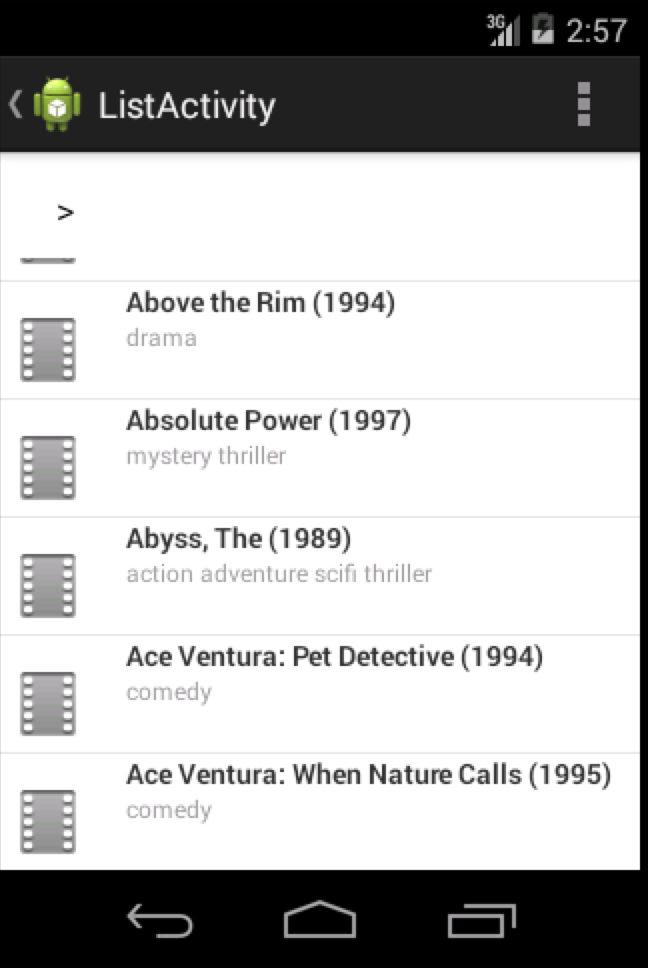 3G 2:57
ListActivity
>
Above the Rim (1994)
drama
Absolute Power (1997)
mystery thriller
Abyss, The (1989)
action adventure scifi thriller
Ace Ventura: Pet Detective (1994)
comedy
Ace Ventura: When Nature Calls (1995)
comedy